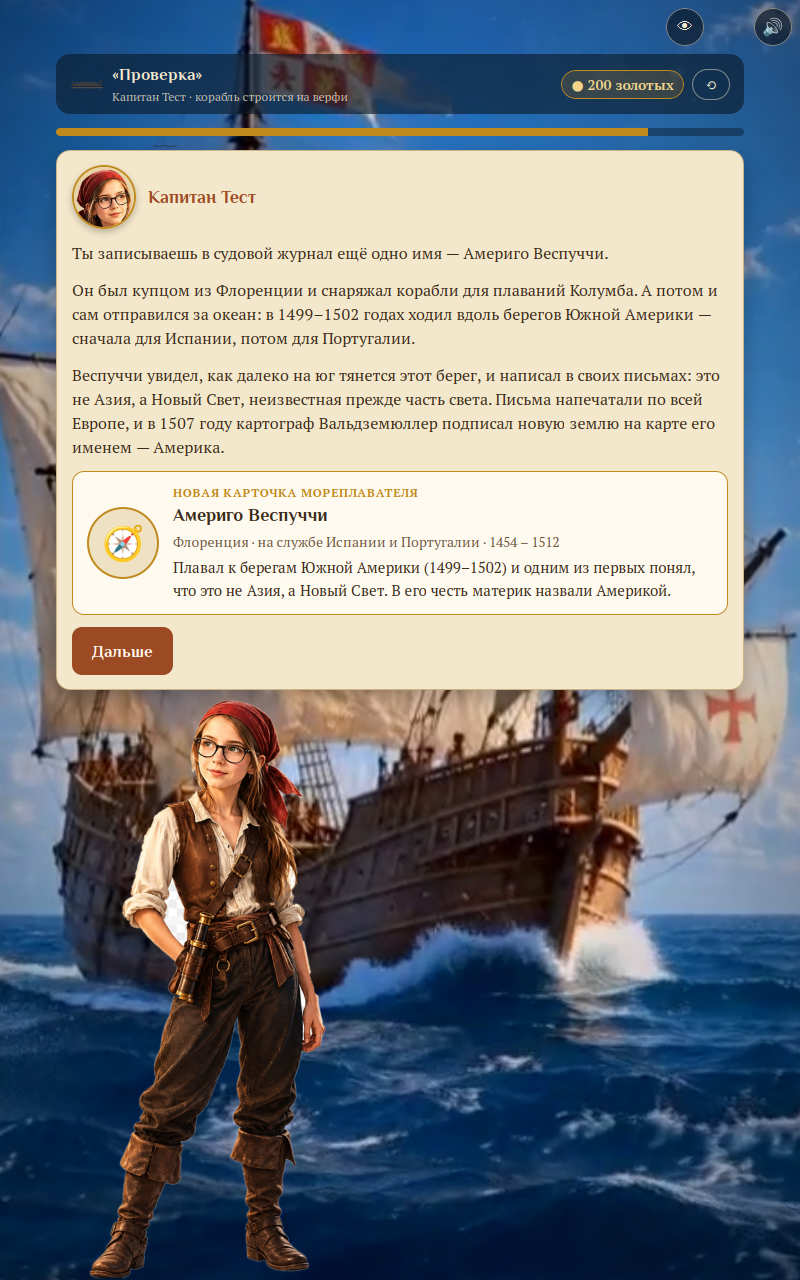 «Проверка»
Капитан Тест · корабль строится на верфи
200 золотых
Капитан Тест
Ты записываешь в судовой журнал ещё одно имя — Америго Веспуччи.
Он был купцом из Флоренции и снаряжал корабли для плаваний Колумба. А потом и
сам отправился за океан: в 1499–1502 годах ходил вдоль берегов Южной Америки —
сначала для Испании, потом для Португалии.
Веспуччи увидел, как далеко на юг тянется этот берег, и написал в своих письмах: это
не Азия, а Новый Свет, неизвестная прежде часть света. Письма напечатали по всей
Европе, и в 1507 году картограф Вальдземюллер подписал новую землю на карте его
именем — Америка.
НОВАЯ КАРТОЧКА МОРЕПЛАВАТЕЛЯ
Америго Веспуччи
Флоренция · на службе Испании и Португалии · 1454 – 1512
Плавал к берегам Южной Америки (1499–1502) и одним из первых понял,
что это не Азия, а Новый Свет. В его честь материк назвали Америкой.
Дальше